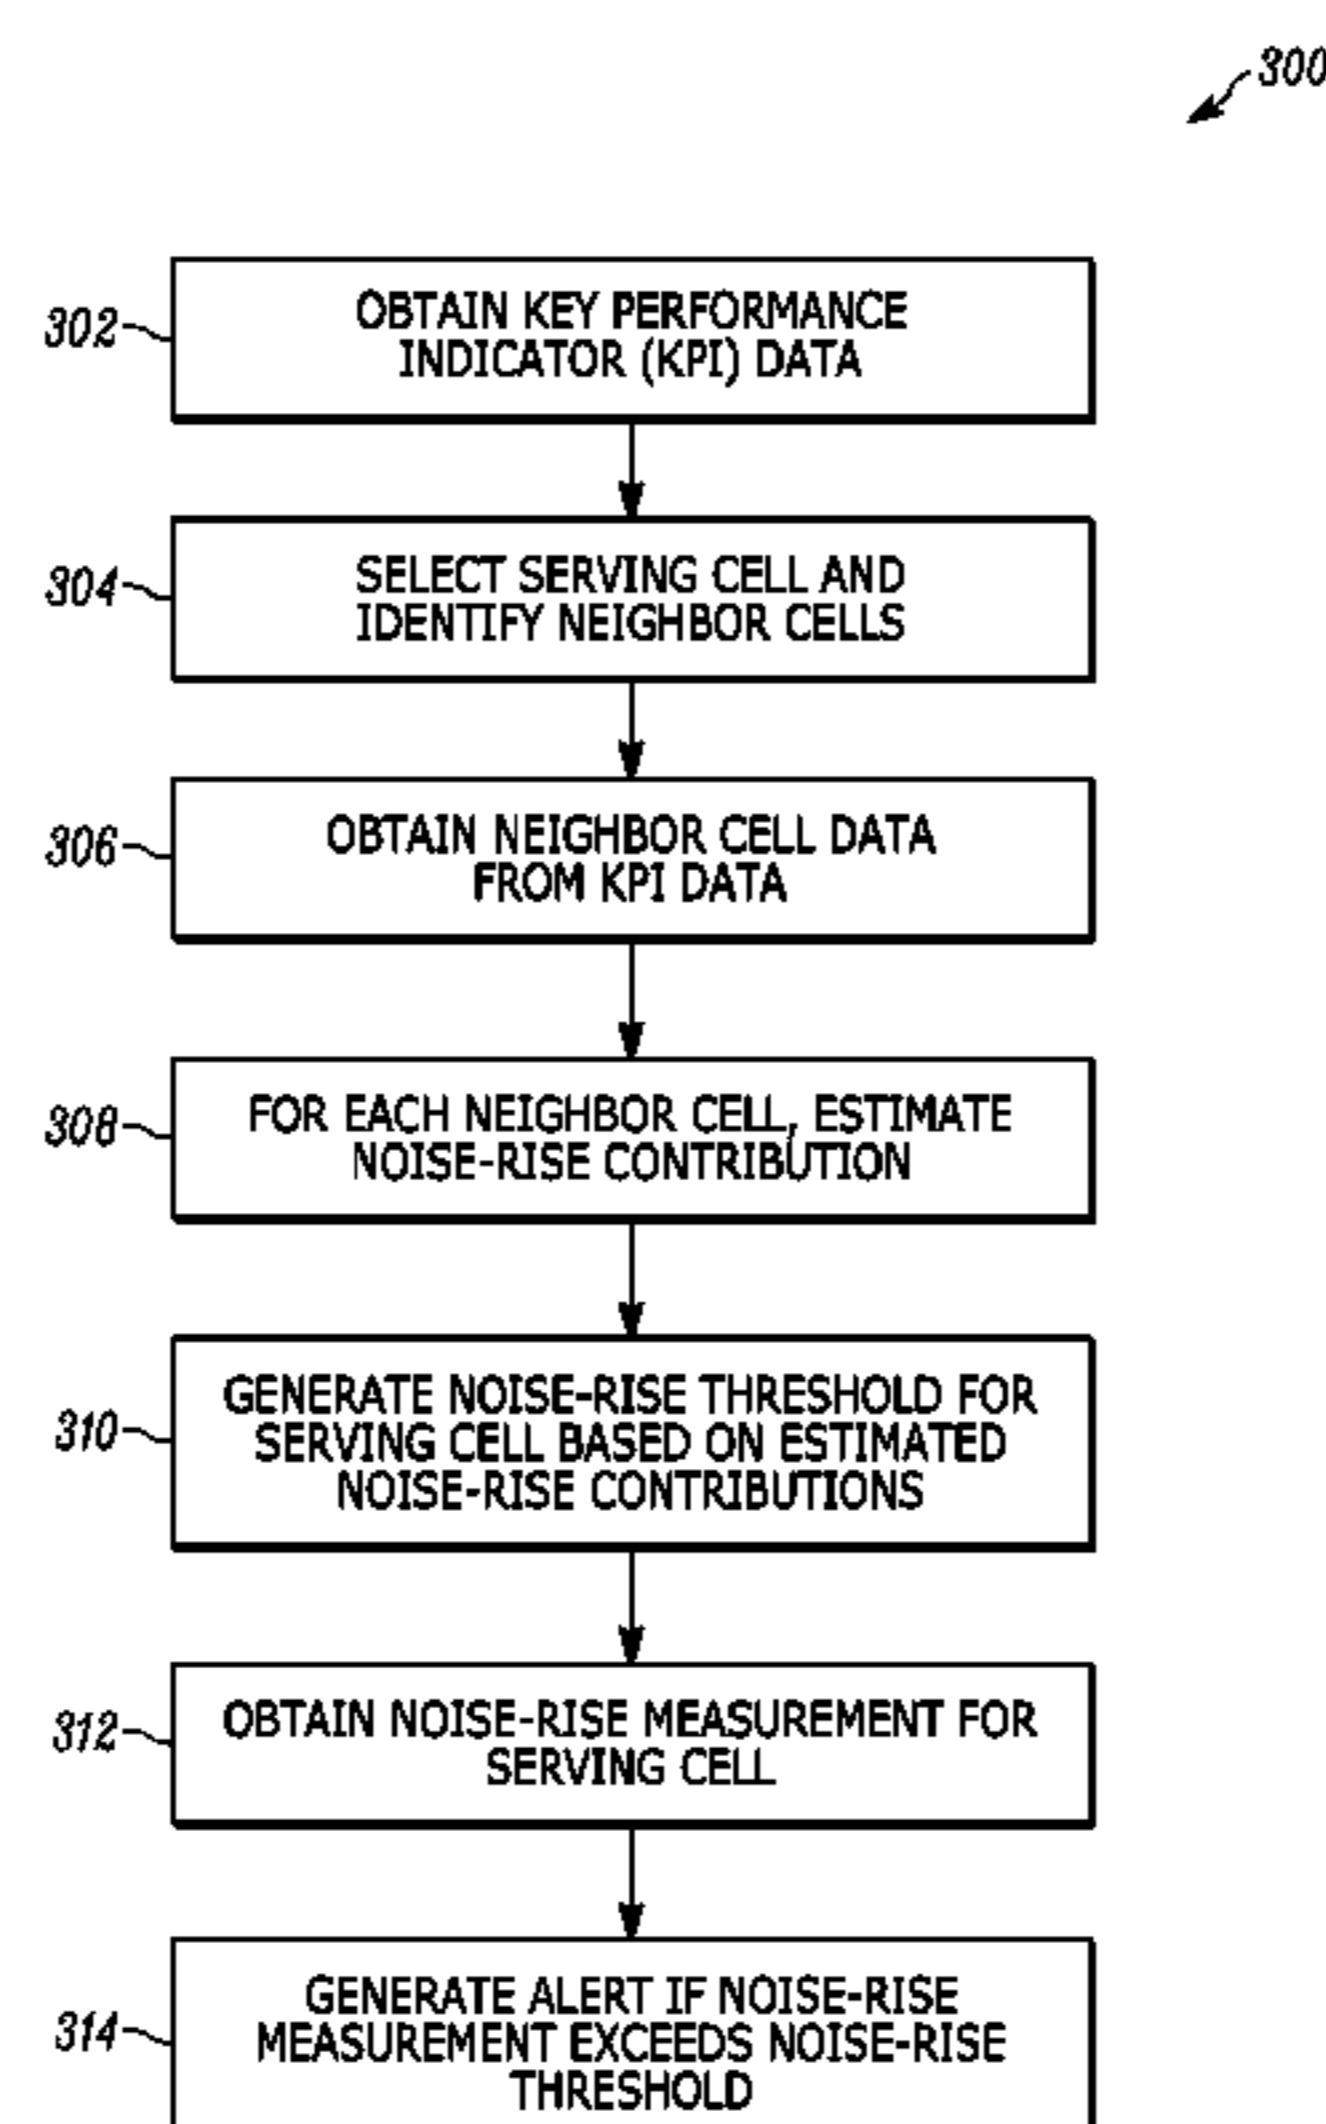 300
302
OBTAIN KEY PERFORMANCE
INDICATOR (KPI) DATA
304
SELECT SERVING CELL AND
IDENTIFY NEIGHBOR CELLS
306
OBTAIN NEIGHBOR CELL DATA
FROM KPI DATA
308
FOR EACH NEIGHBOR CELL, ESTIMATE
NOISE-RISE CONTRIBUTION
310
GENERATE NOISE-RISE THRESHOLD FOR
SERVING CELL BASED ON ESTIMATED
NOISE-RISE CONTRIBUTIONS
312
OBTAIN NOISE-RISE MEASUREMENT FOR
SERVING CELL
314
GENERATE ALERT IF NOISE-RISE
MEASUREMENT EXCEEDS NOISE-RISE
THRESHOLD